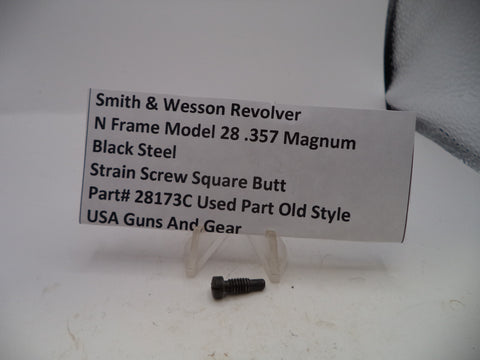 Smith & Wesson Revolver
N Frame Model 28 .357 Magnum
Black Steel
Strain Screw Square Butt
Part# 28173C Used Part Old Style
USA Guns And Gear